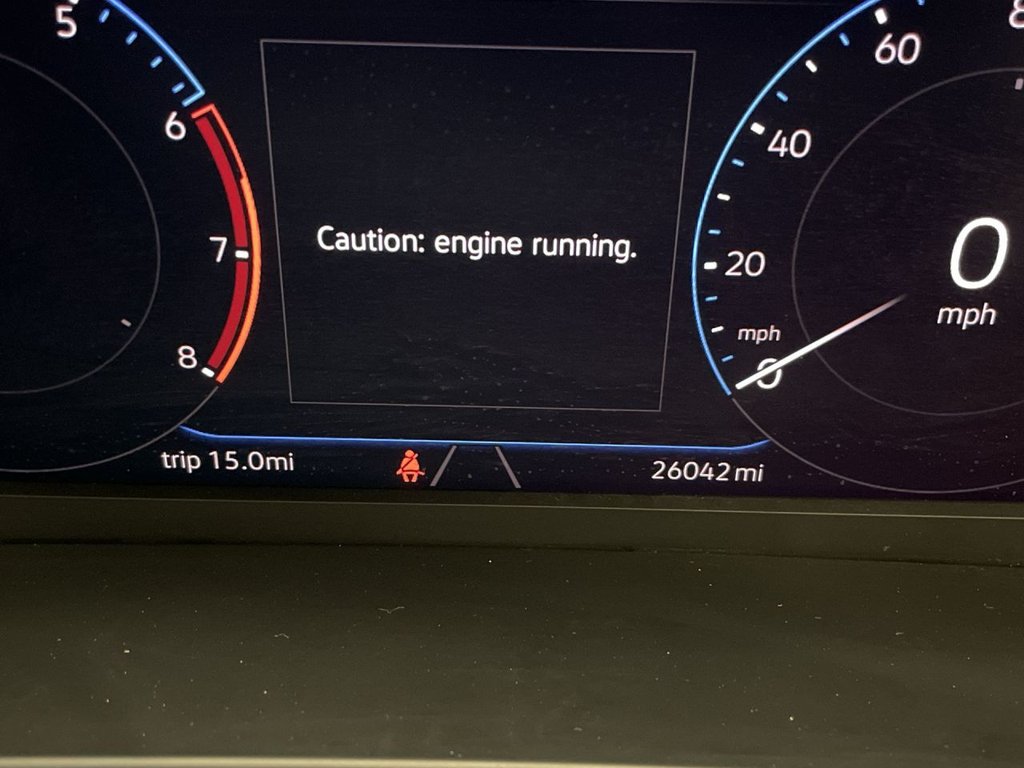 5
6
7
8
Caution: engine running.
60
40
20
mph
0
0
mph
trip 15.0mi
26042 mi